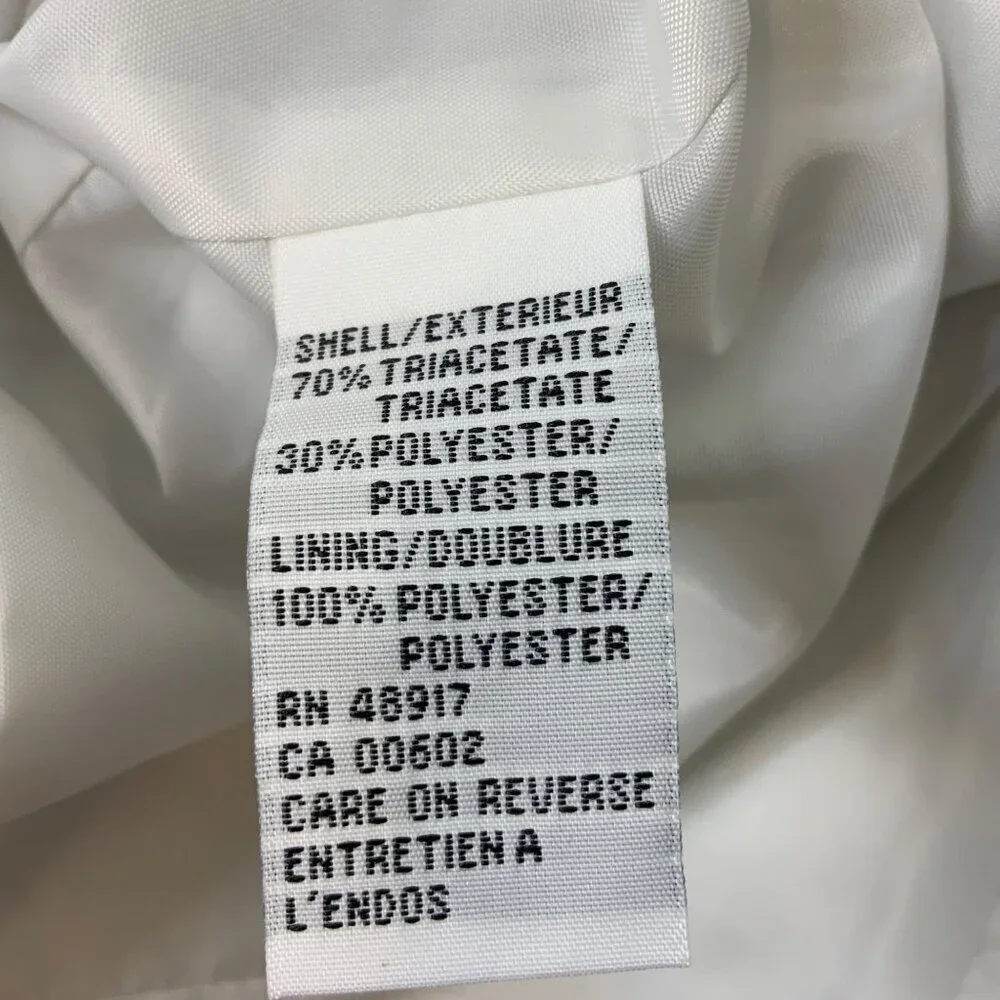 SHELL/EXTERIEUR
70% TRIACETATE/
TRIACETATE
30% POLYESTER/
POLYESTER
LINING/DOUBLURE
100% POLYESTER/
POLYESTER
RN 48917
CA 00602
CARE ON REVERSE
ENTRETIEN A
L'ENDOS